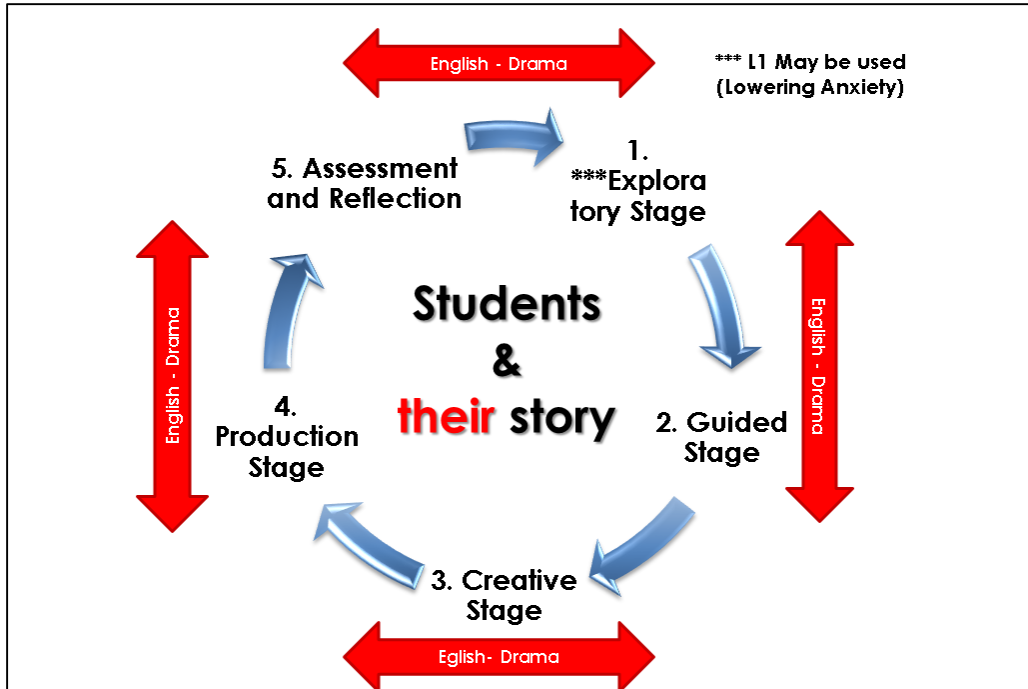 English - Drama
*** L1 May be used
(Lowering Anxiety)
1.
***Explora
tory Stage
English - Drama
2. Guided
Stage
3. Creative
Stage
Eglish- Drama
4.
Production
Stage
English - Drama
5. Assessment
and Reflection
Students
&
their story